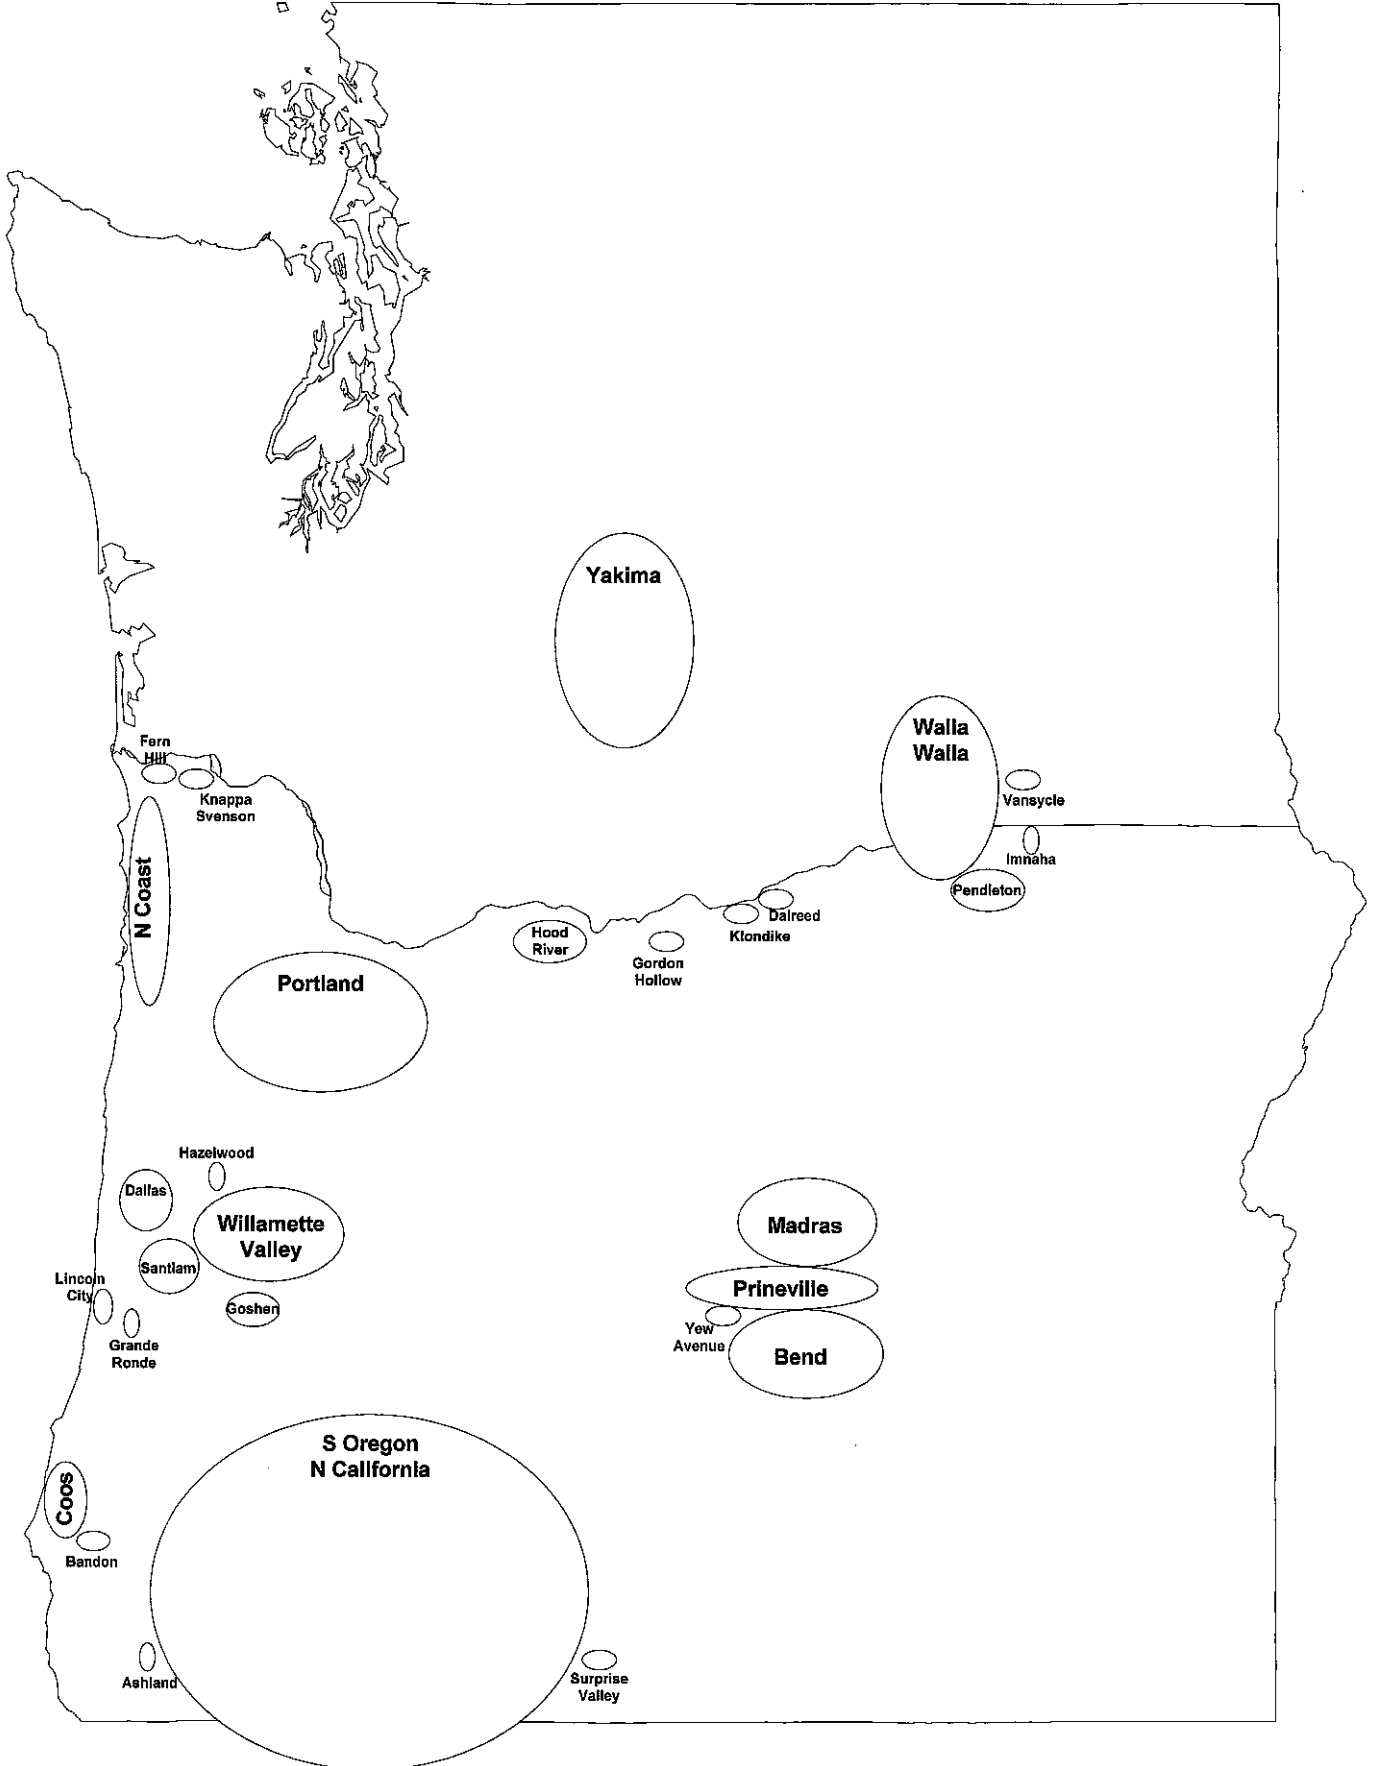 Yakima
Walla
Walla
Fern
Hill
Vansycle
Knappa
Svenson
Imnaha
N Coast
Pendleton
Dalreed
Hood
River
Klondike
Gordon
Hollow
Portland
Hazelwood
Dallas
Willamette
Valley
Madras
Santiam
Lincoln
City
Goshen
Prineville
Yew
Avenue
Grande
Ronde
Bend
S Oregon
N California
Coos
Bandon
Ashland
Surprise
Valley